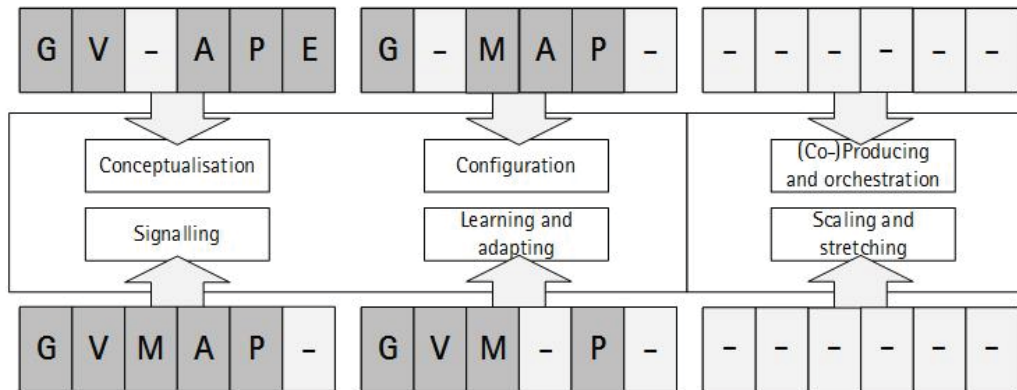 G V - A P E
G - M A P -
- - - - - -
Conceptualisation
Configuration
(Co-)Producing
and orchestration
Signalling
Learning and
adapting
Scaling and
stretching
G V M A P -
G V M - P -
- - - - - -